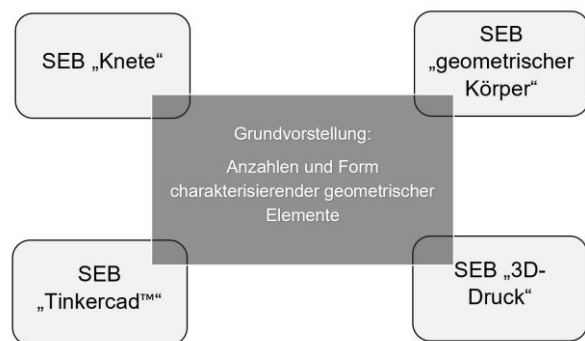 SEB „Knete“
SEB
„geometrischer
Körper“
Grundvorstellung:
Anzahlen und Form
charakterisierender geometrischer
Elemente
SEB
„Tinkercad™“
SEB „3D-
Druck“